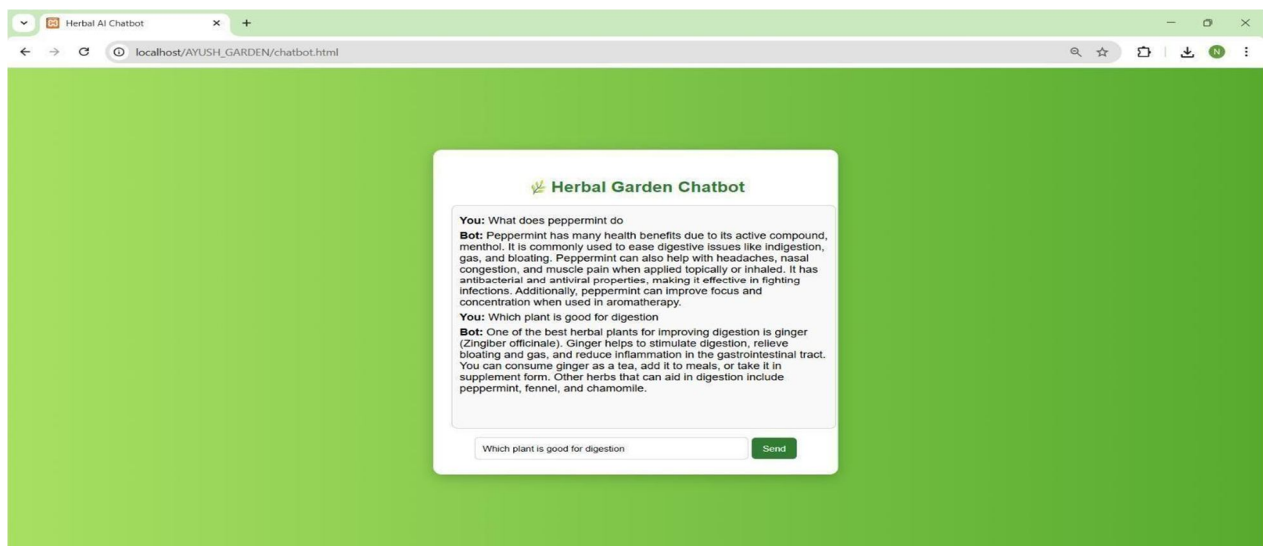 Herbal AI Chatbot
localhost/AYUSH_GARDEN/chatbot.html
N
Herbal Garden Chatbot
You: What does peppermint do
Bot: Peppermint has many health benefits due to its active compound,
menthol. It is commonly used to ease digestive issues like indigestion,
gas, and bloating. Peppermint can also help with headaches, nasal
congestion, and muscle pain when applied topically or inhaled. It has
antibacterial and antiviral properties, making it effective in fighting
infections. Additionally, peppermint can improve focus and
concentration when used in aromatherapy.
You: Which plant is good for digestion
Bot: One of the best herbal plants for improving digestion is ginger
(Zingiber officinale). Ginger helps to stimulate digestion, relieve
bloating and gas, and reduce inflammation in the gastrointestinal tract.
You can consume ginger as a tea, add it to meals, or take it in
supplement form. Other herbs that can aid in digestion include
peppermint, fennel, and chamomile.
Which plant is good for digestion
Send